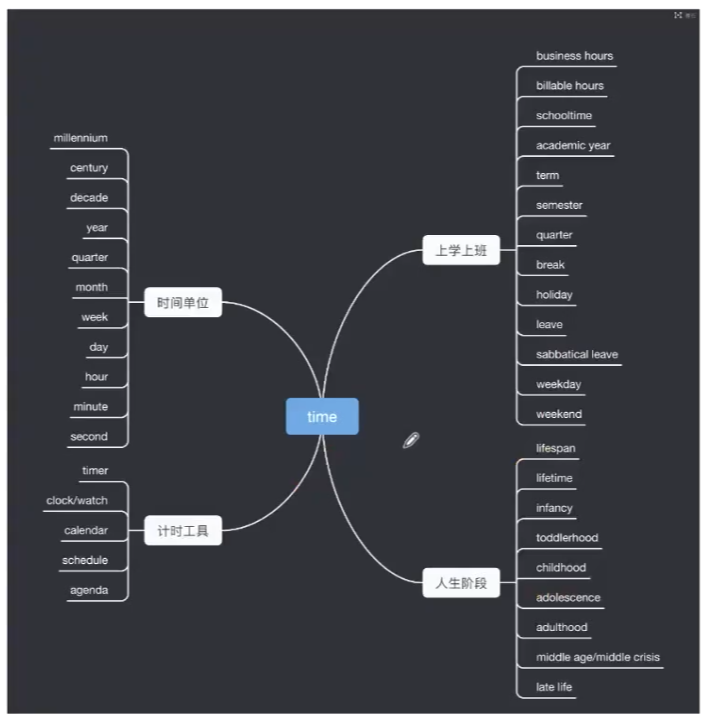 time
时间单位
millennium
century
decade
year
quarter
month
week
day
hour
minute
second
计时工具
timer
clock/watch
calendar
schedule
agenda
上学上班
business hours
billable hours
schooltime
academic year
term
semester
quarter
break
holiday
leave
sabbatical leave
weekday
weekend
人生阶段
lifespan
lifetime
infancy
toddlerhood
childhood
adolescence
adulthood
middle age/middle crisis
late life